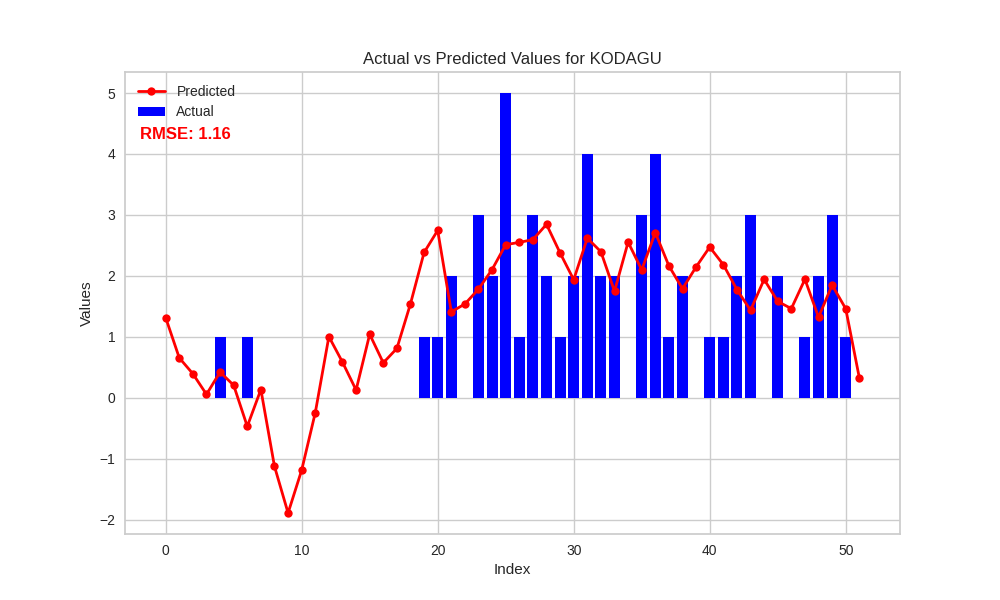 Actual vs Predicted Values for KODAGU
Predicted
Actual
RMSE: 1.16
5
4
3
2
1
0
−1
−2
Values
0 10 20 30 40 50
Index